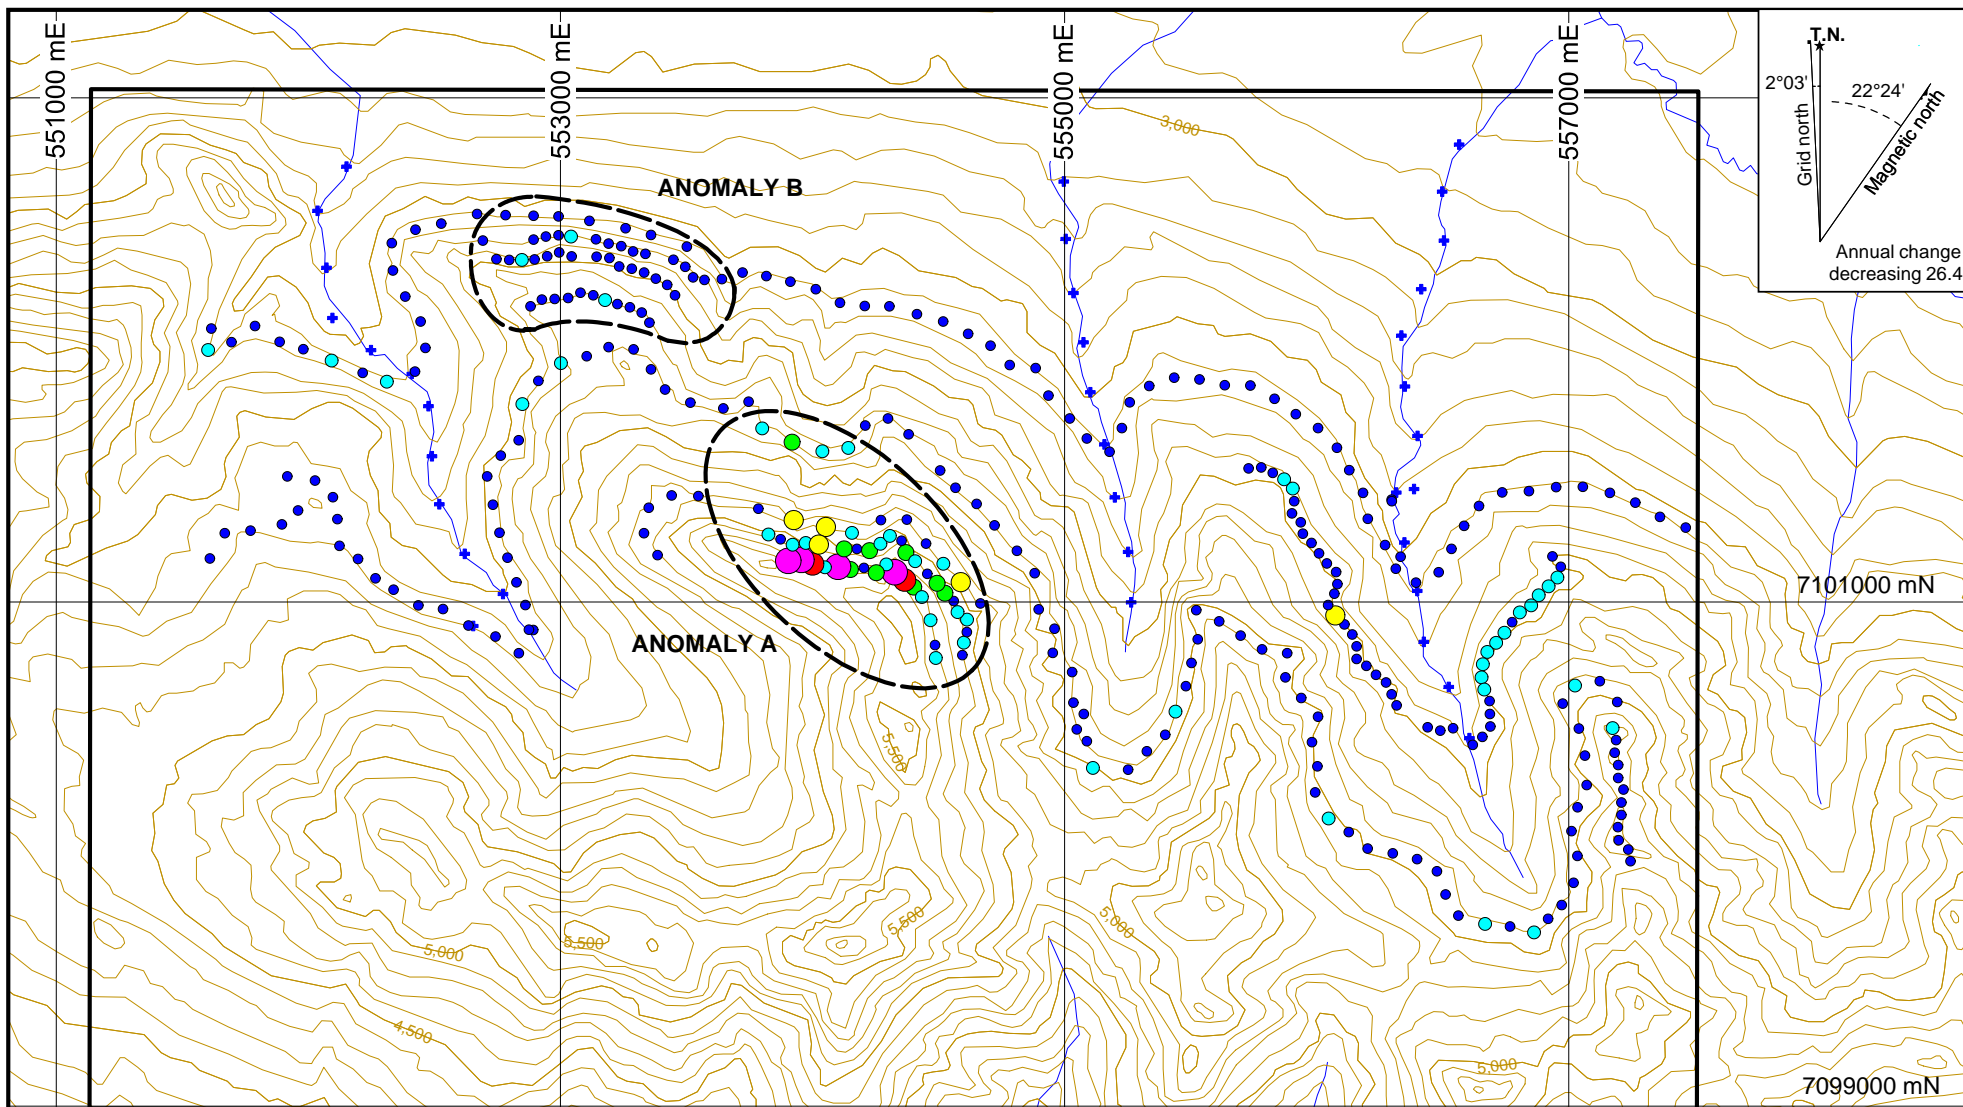 551000 mE
553000 mE
555000 mE
557000 mE
.T.N.
2°03'
22°24'
Grid north
Magnetic north
Annual change
decreasing 26.4
3,000
ANOMALY B
7101000 mN
ANOMALY A
5,500
5,500
5,000
5,500
5,000
4,500
5,000
7099000 mN